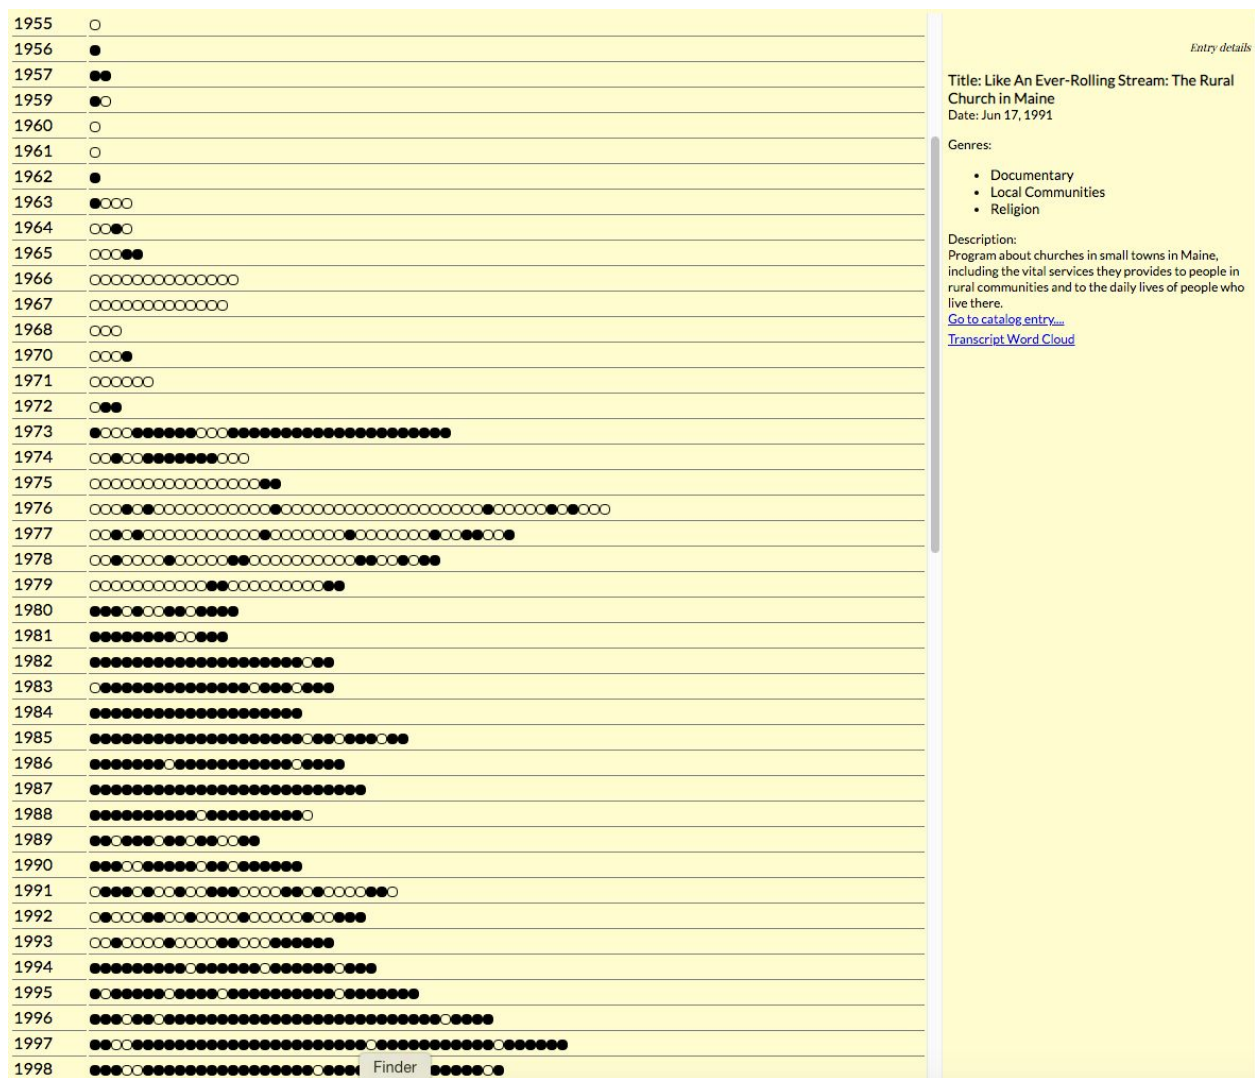 1955
1956
1957
1959
1960
1961
1962
1963
1964
1965
1966
1967
1968
1970
1971
1972
1973
1974
1975
1976
1977
1978
1979
1980
1981
1982
1983
1984
1985
1986
1987
1988
1989
1990
1991
1992
1993
1994
1995
1996
1997
1998
Finder
Entry details
Title: Like An Ever-Rolling Stream: The Rural
Church in Maine
Date: Jun 17, 1991
Genres:
• Documentary
• Local Communities
• Religion
Description:
Program about churches in small towns in Maine,
including the vital services they provides to people in
rural communities and to the daily lives of people who
live there.
Go to catalog entry....
Transcript Word Cloud